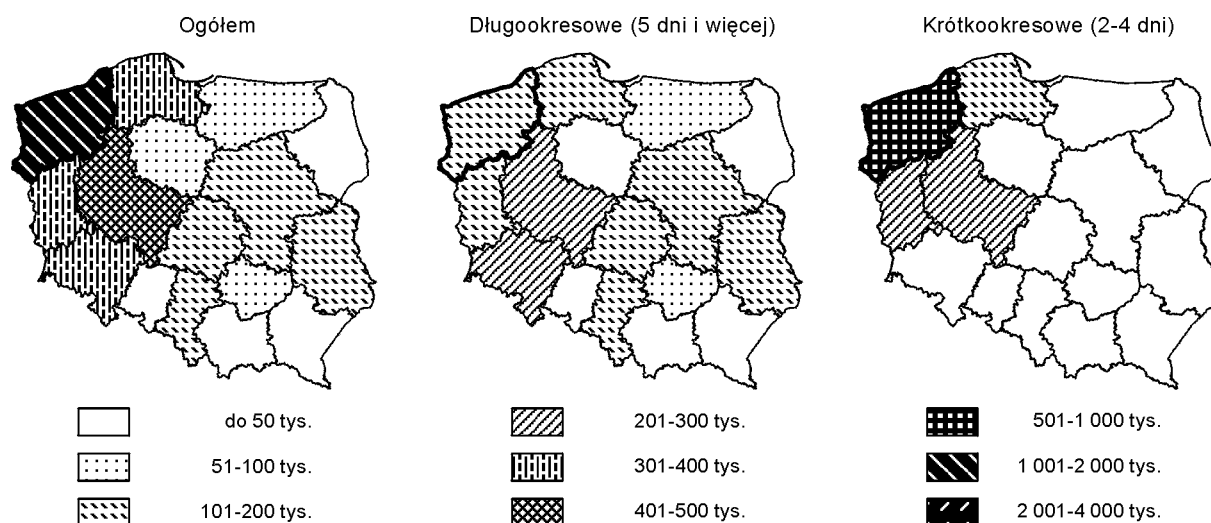 Ogółem
Długookresowe (5 dni i więcej)
Krótkookresowe (2-4 dni)
do 50 tys.
201-300 tys.
501-1 000 tys.
51-100 tys.
301-400 tys.
1 001-2 000 tys.
101-200 tys.
401-500 tys.
2 001-4 000 tys.